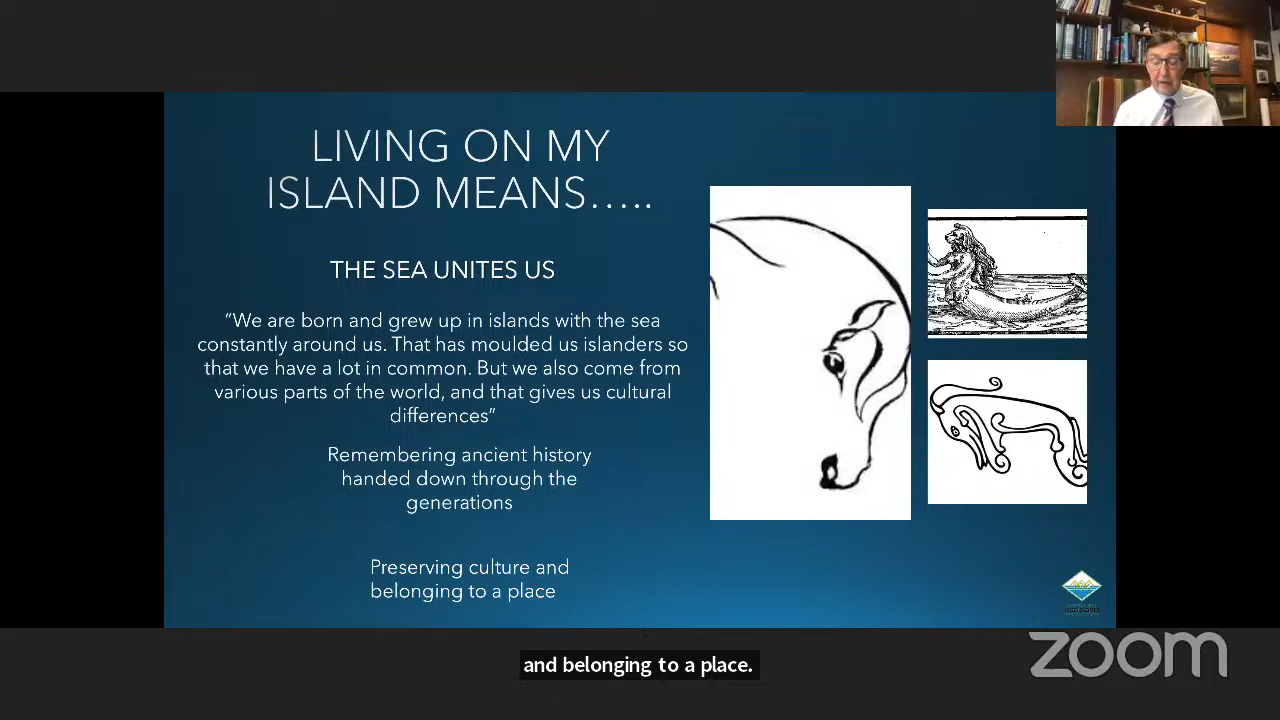 LIVING ON MY
ISLAND MEANS.....
THE SEA UNITES US
"We are born and grew up in islands with the sea
constantly around us. That has moulded us islanders so
that we have a lot in common. But we also come from
various parts of the world, and that gives us cultural
differences"
Remembering ancient history
handed down through the
generations
Preserving culture and
belonging to a place
and belonging to a place.
zoom